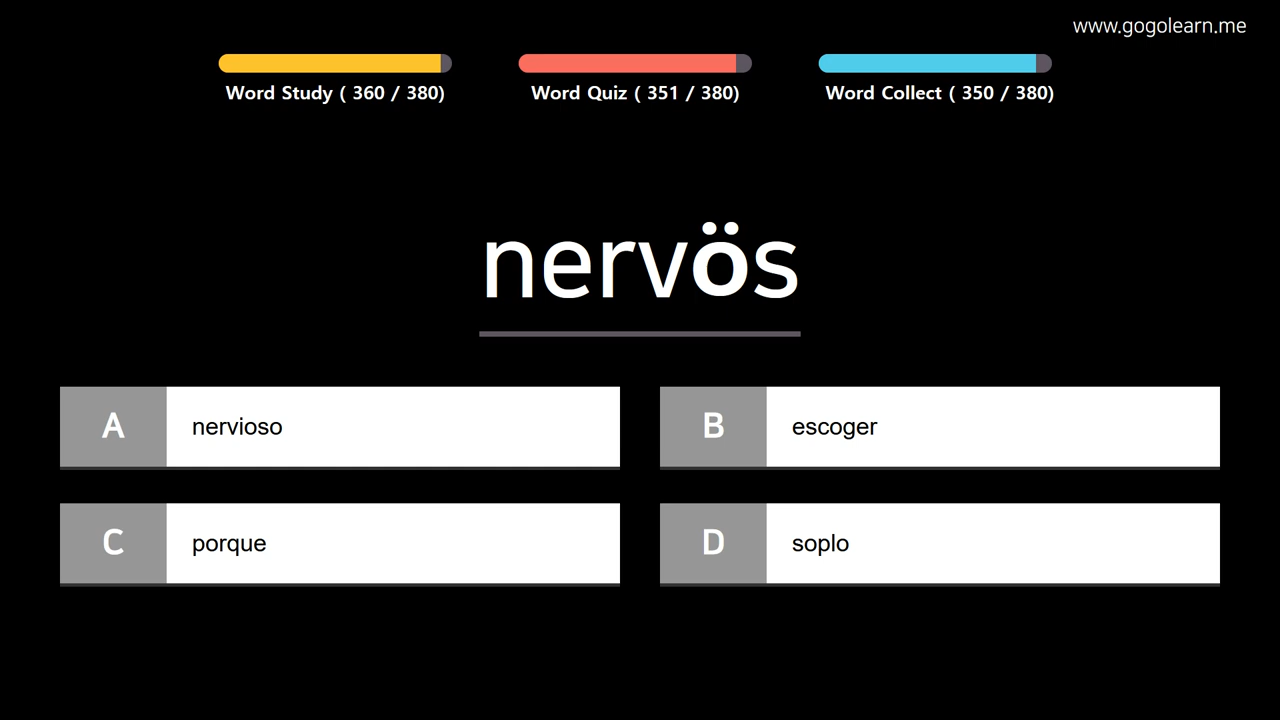 www.gogolearn.me
Word Study ( 360 / 380)
Word Quiz ( 351 / 380)
Word Collect ( 350 / 380)
nervös
A nervioso
B escoger
C porque
D soplo